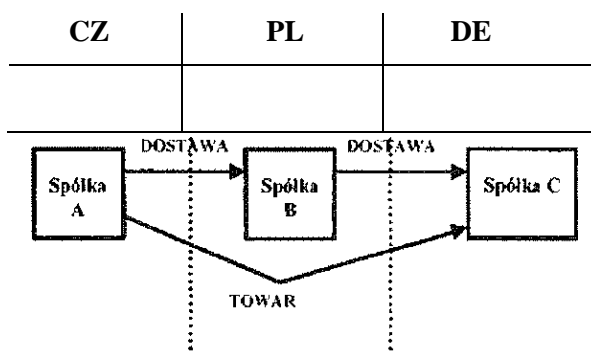 CZ PL DE
DOSTAWA DOSTAWA
Spółka A
Spółka B
Spółka C
TOWAR